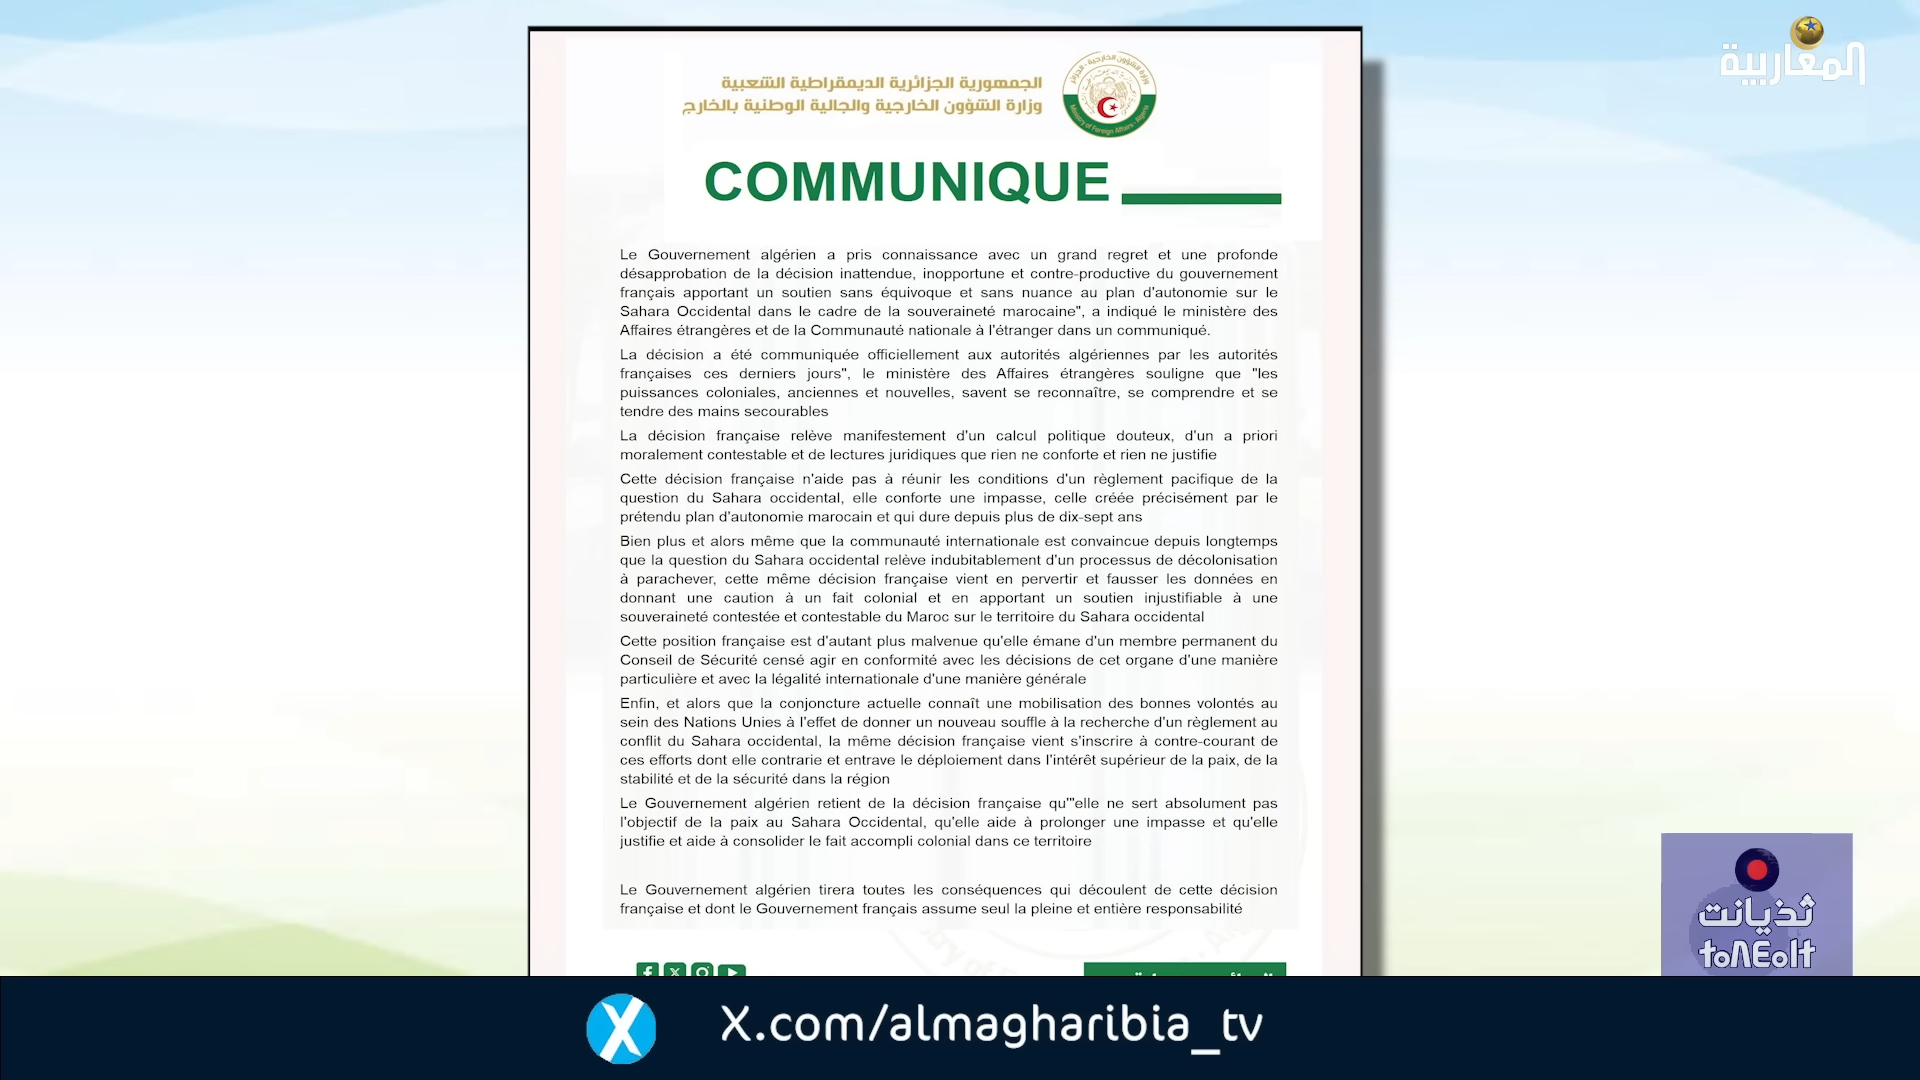 المغاربية
الجمهورية الجزائرية الديمقراطية الشعبية
وزارة الشؤون الخارجية والجالية الوطنية بالخارج
Ministry of Foreign Affairs - Algeria
COMMUNIQUE
Le Gouvernement algérien a pris connaissance avec un grand regret et une profonde
désapprobation de la décision inattendue, inopportune et contre-productive du gouvernement
français apportant un soutien sans équivoque et sans nuance au plan d'autonomie sur le
Sahara Occidental dans le cadre de la souveraineté marocaine", a indiqué le ministère des
Affaires étrangères et de la Communauté nationale à l'étranger dans un communiqué.
La décision a été communiquée officiellement aux autorités algériennes par les autorités
françaises ces derniers jours", le ministère des Affaires étrangères souligne que "les
puissances coloniales, anciennes et nouvelles, savent se reconnaître, se comprendre et se
tendre des mains secourables
La décision française relève manifestement d'un calcul politique douteux, d'un a priori
moralement contestable et de lectures juridiques que rien ne conforte et rien ne justifie
Cette décision française n'aide pas à réunir les conditions d'un règlement pacifique de la
question du Sahara occidental, elle conforte une impasse, celle créée précisément par le
prétendu plan d'autonomie marocain et qui dure depuis plus de dix-sept ans
Bien plus et alors même que la communauté internationale est convaincue depuis longtemps
que la question du Sahara occidental relève indubitablement d'un processus de décolonisation
à parachever, cette même décision française vient en pervertir et fausser les données en
donnant une caution à un fait colonial et en apportant un soutien injustifiable à une
souveraineté contestée et contestable du Maroc sur le territoire du Sahara occidental
Cette position française est d'autant plus malvenue qu'elle émane d'un membre permanent du
Conseil de Sécurité censé agir en conformité avec les décisions de cet organe d'une manière
particulière et avec la légalité internationale d'une manière générale
Enfin, et alors que la conjoncture actuelle connaît une mobilisation des bonnes volontés au
sein des Nations Unies à l'effet de donner un nouveau souffle à la recherche d'un règlement au
conflit du Sahara occidental, la même décision française vient s'inscrire à contre-courant de
ces efforts dont elle contrarie et entrave le déploiement dans l'intérêt supérieur de la paix, de la
stabilité et de la sécurité dans la région
Le Gouvernement algérien retient de la décision française qu'"elle ne sert absolument pas
l'objectif de la paix au Sahara Occidental, qu'elle aide à prolonger une impasse et qu'elle
justifie et aide à consolider le fait accompli colonial dans ce territoire
Le Gouvernement algérien tirera toutes les conséquences qui découlent de cette décision
française et dont le Gouvernement français assume seul la pleine et entière responsabilité
X.com/almagharibia_tv